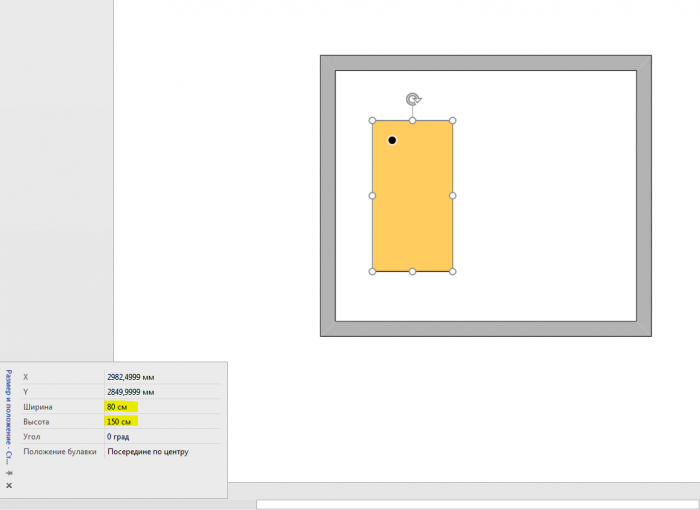 Размер и положение - Ст...
X 2982,4999 мм
Y 2849,9999 мм
Ширина 80 см
Высота 150 см
Угол 0 град
Положение булавки Посередине по центру